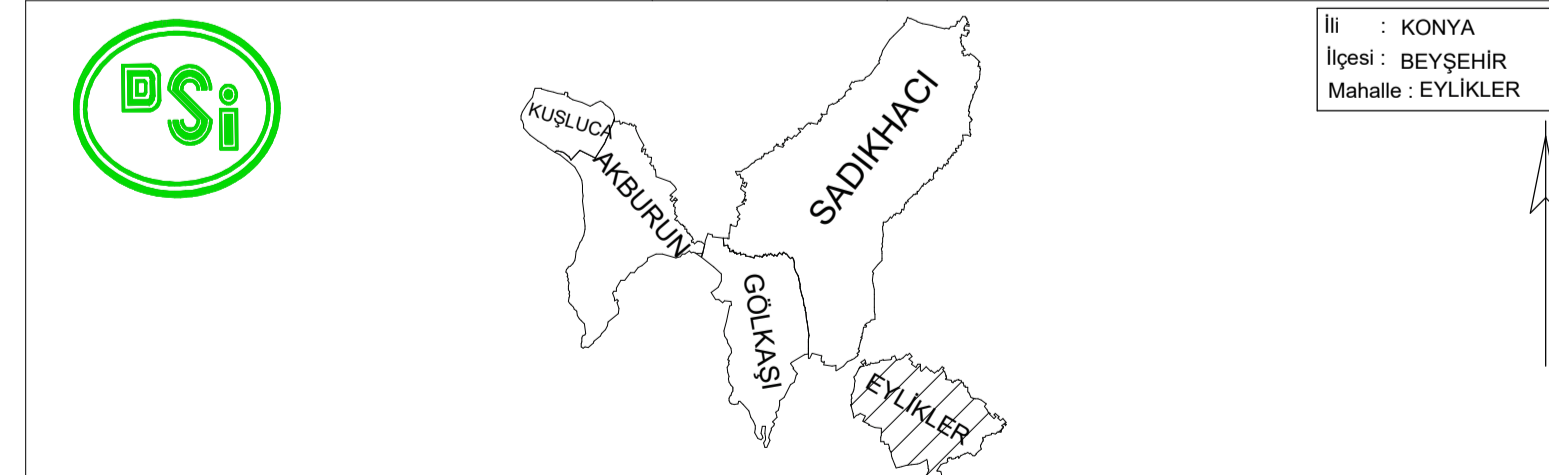 DSİ
İli : KONYA
İlçesi : BEYŞEHİR
Mahalle : EYLİKLER
KUŞLUCA
AKBURUN
SADIKHACI
GÖLKAŞI
EYLİKLER